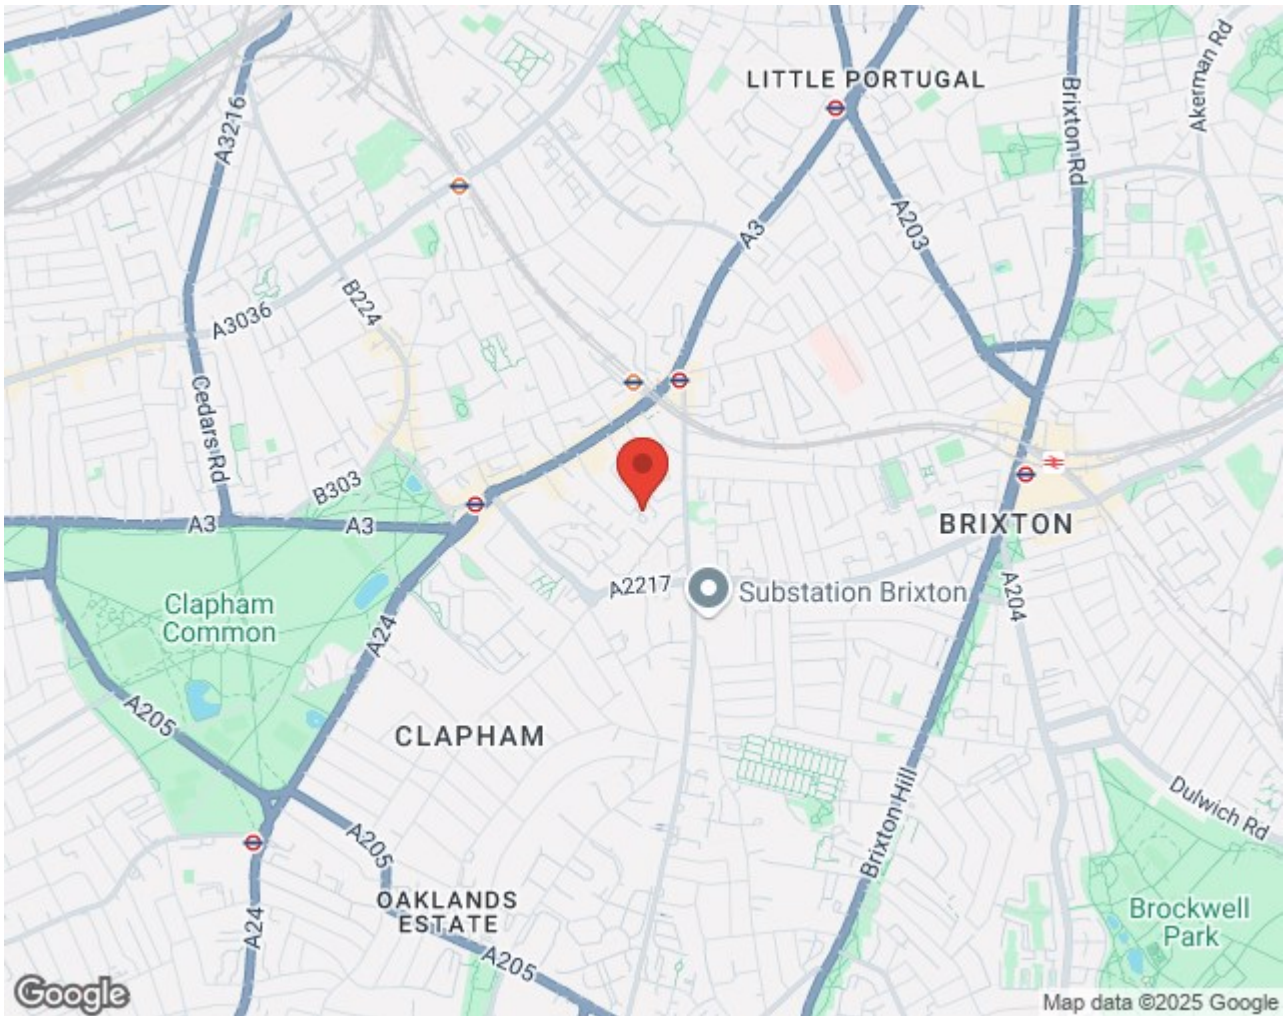 LITTLE PORTUGAL
Akerman Rd
Brixton Rd
A3216
A3
A203
B224
A3036
Cedars Rd
B303
A3
A3
BRIXTON
A2217
Substation Brixton
A204
Clapham
Common
A24
A205
CLAPHAM
Brixton Hill
Dulwich Rd
A205
OAKLANDS
ESTATE
A24
A205
Brockwell
Park
Google
Map data ©2025 Google